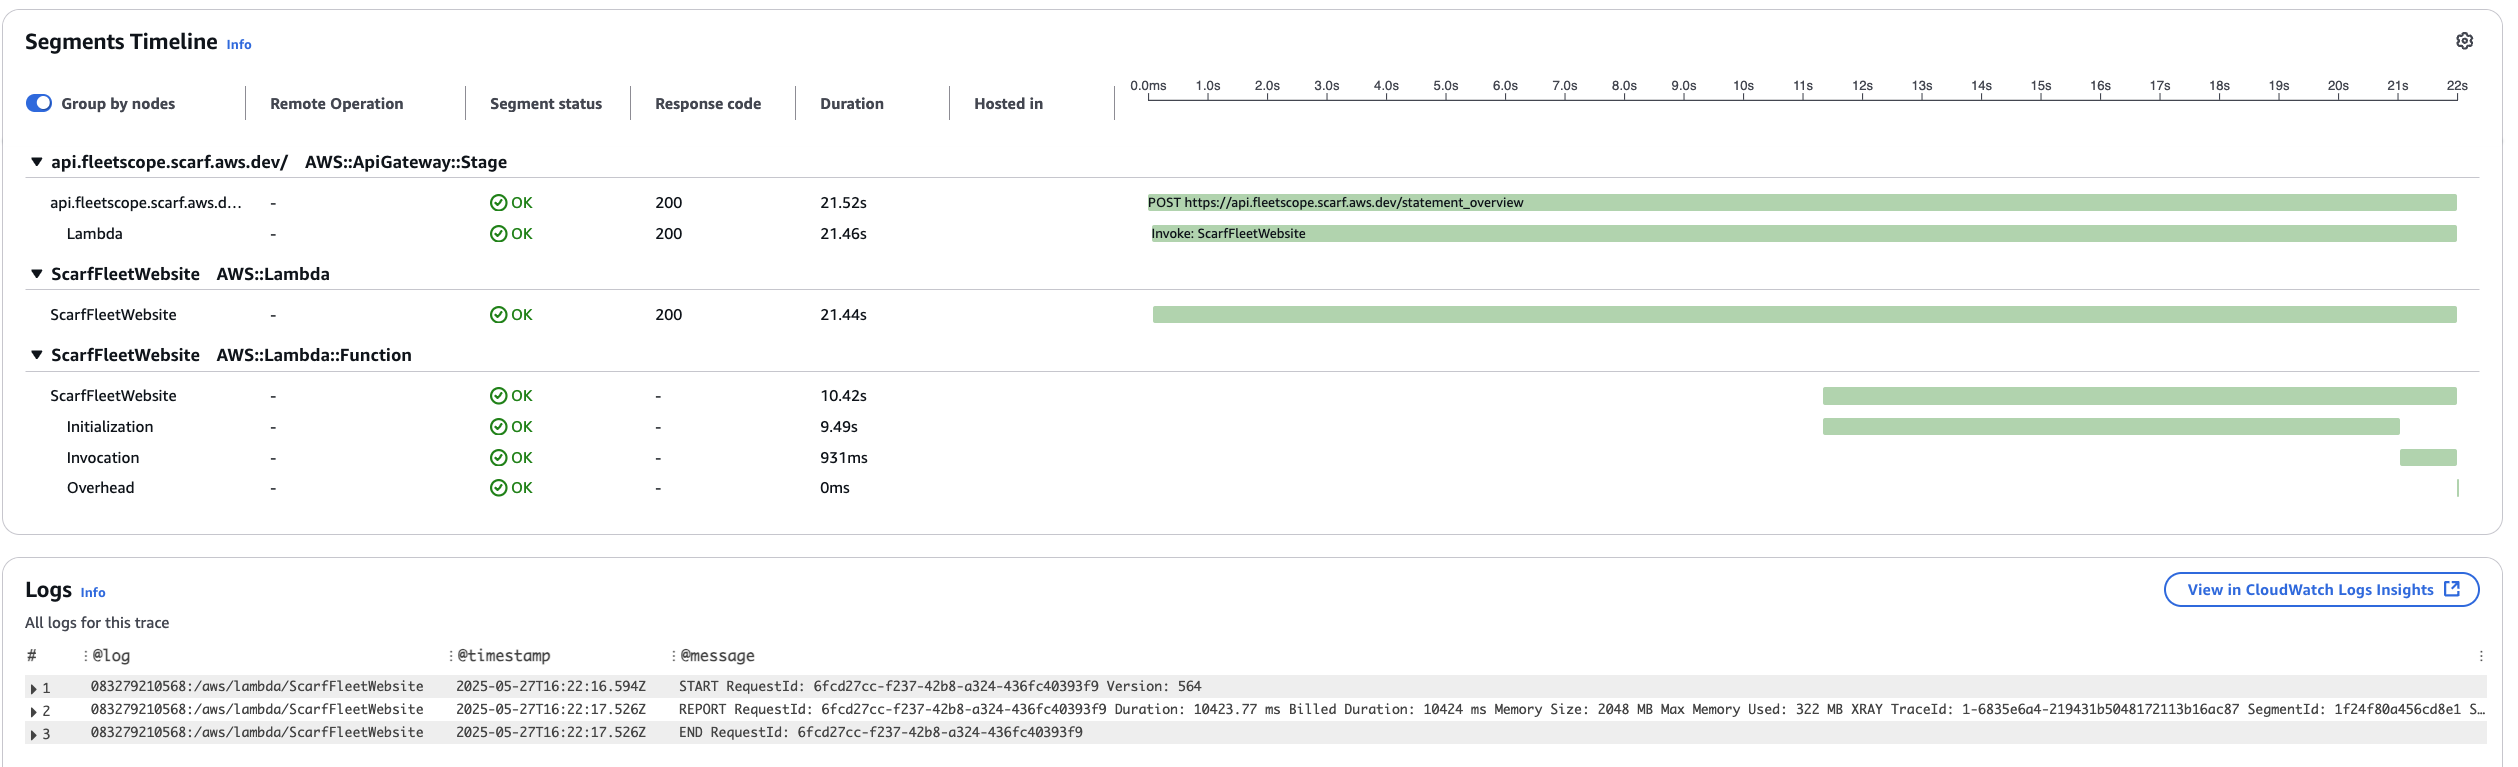 Segments Timeline Info
Group by nodes Remote Operation Segment status Response code Duration Hosted in 0.0ms 1.0s 2.0s 3.0s 4.0s 5.0s 6.0s 7.0s 8.0s 9.0s 10s 11s 12s 13s 14s 15s 16s 17s 18s 19s 20s 21s 22s
api.fleetscope.scarf.aws.dev/ AWS::ApiGateway::Stage
api.fleetscope.scarf.aws.d... - OK 200 21.52s POST https://api.fleetscope.scarf.aws.dev/statement_overview
Lambda - OK 200 21.46s Invoke: ScarfFleetWebsite
ScarfFleetWebsite AWS::Lambda
ScarfFleetWebsite - OK 200 21.44s
ScarfFleetWebsite AWS::Lambda::Function
ScarfFleetWebsite - OK - 10.42s
Initialization - OK - 9.49s
Invocation - OK - 931ms
Overhead - OK - 0ms
Logs Info
View in CloudWatch Logs Insights
All logs for this trace
# @log @timestamp @message
1 083279210568:/aws/lambda/ScarfFleetWebsite 2025-05-27T16:22:16.594Z START RequestId: 6fcd27cc-f237-42b8-a324-436fc40393f9 Version: 564
2 083279210568:/aws/lambda/ScarfFleetWebsite 2025-05-27T16:22:17.526Z REPORT RequestId: 6fcd27cc-f237-42b8-a324-436fc40393f9 Duration: 10423.77 ms Billed Duration: 10424 ms Memory Size: 2048 MB Max Memory Used: 322 MB XRAY TraceId: 1-6835e6a4-219431b5048172113b16ac87 SegmentId: 1f24f80a456cd8e1 S...
3 083279210568:/aws/lambda/ScarfFleetWebsite 2025-05-27T16:22:17.526Z END RequestId: 6fcd27cc-f237-42b8-a324-436fc40393f9